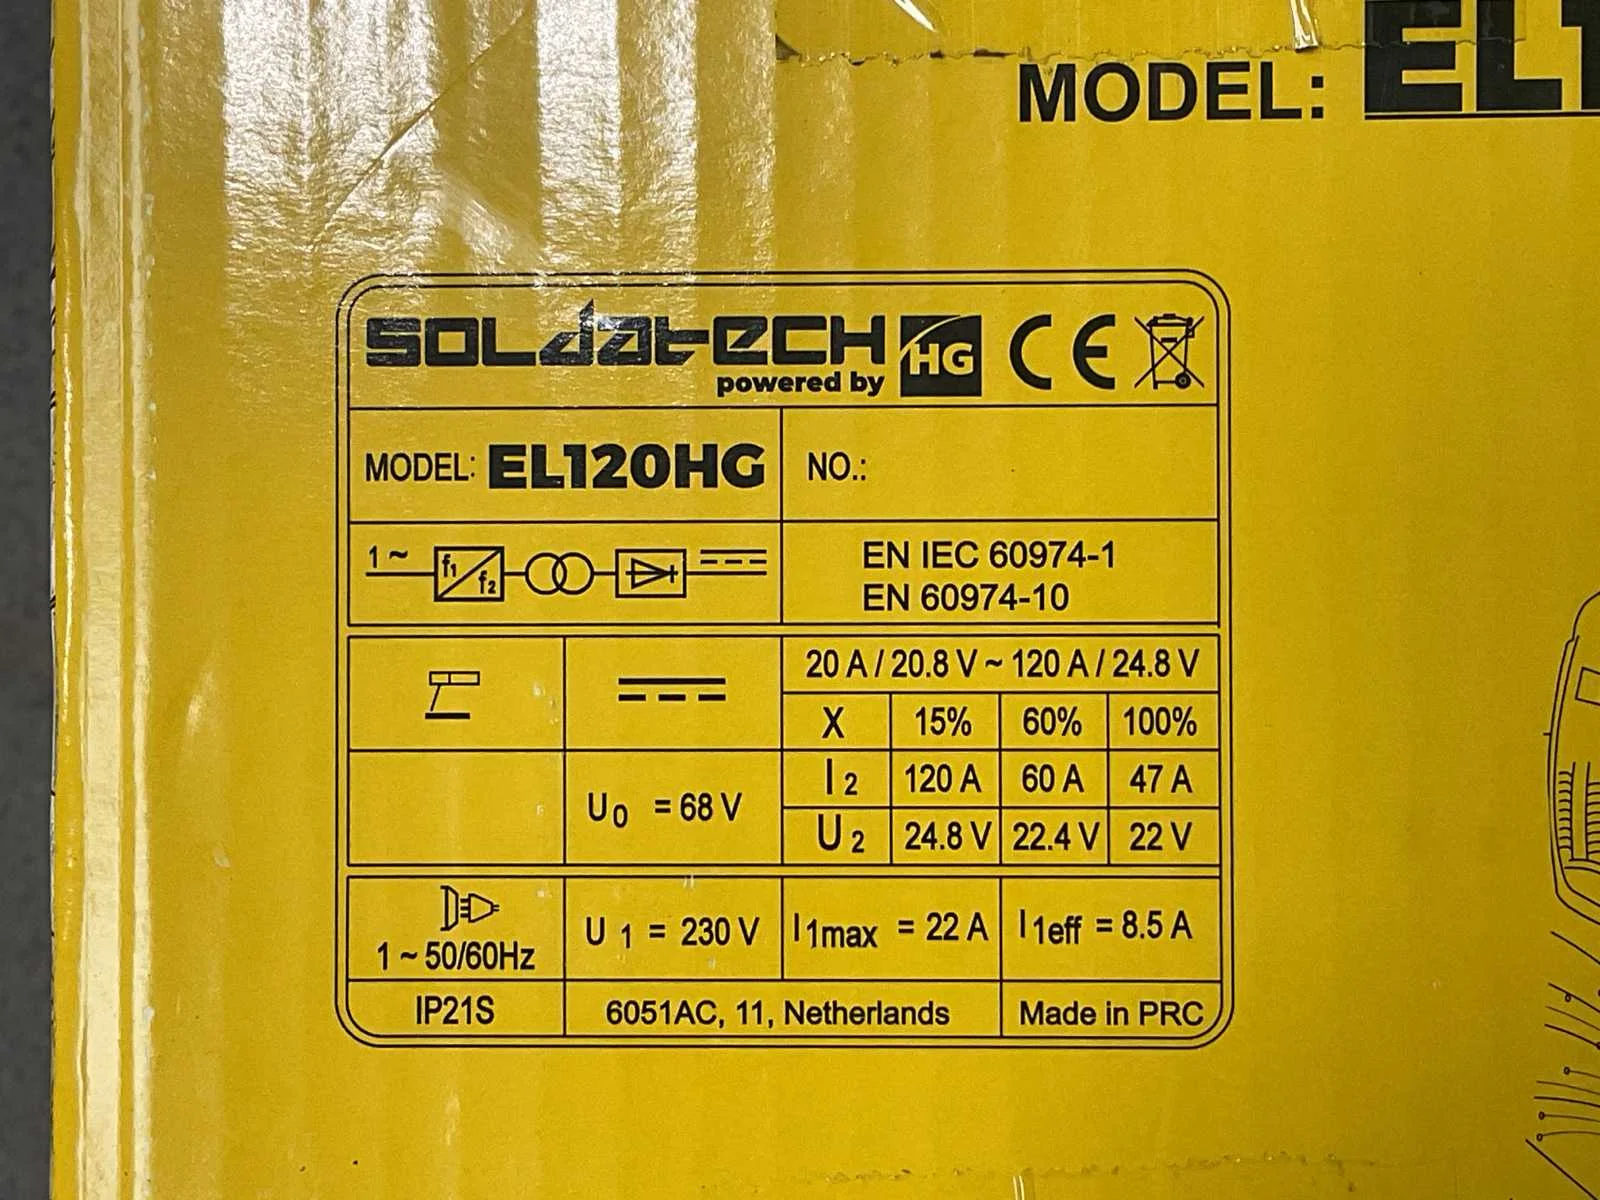 MODEL: EL1
SOLDATECH
powered by HG CE
MODEL: EL120HG NO.:
1~ f1 f2
EN IEC 60974-1
EN 60974-10
20 A / 20.8 V ~ 120 A / 24.8 V
X 15% 60% 100%
I2 120 A 60 A 47 A
U0 = 68 V
U2 24.8 V 22.4 V 22 V
1 ~ 50/60Hz U1 = 230 V I1max = 22 A I1eff = 8.5 A
IP21S 6051AC, 11, Netherlands Made in PRC